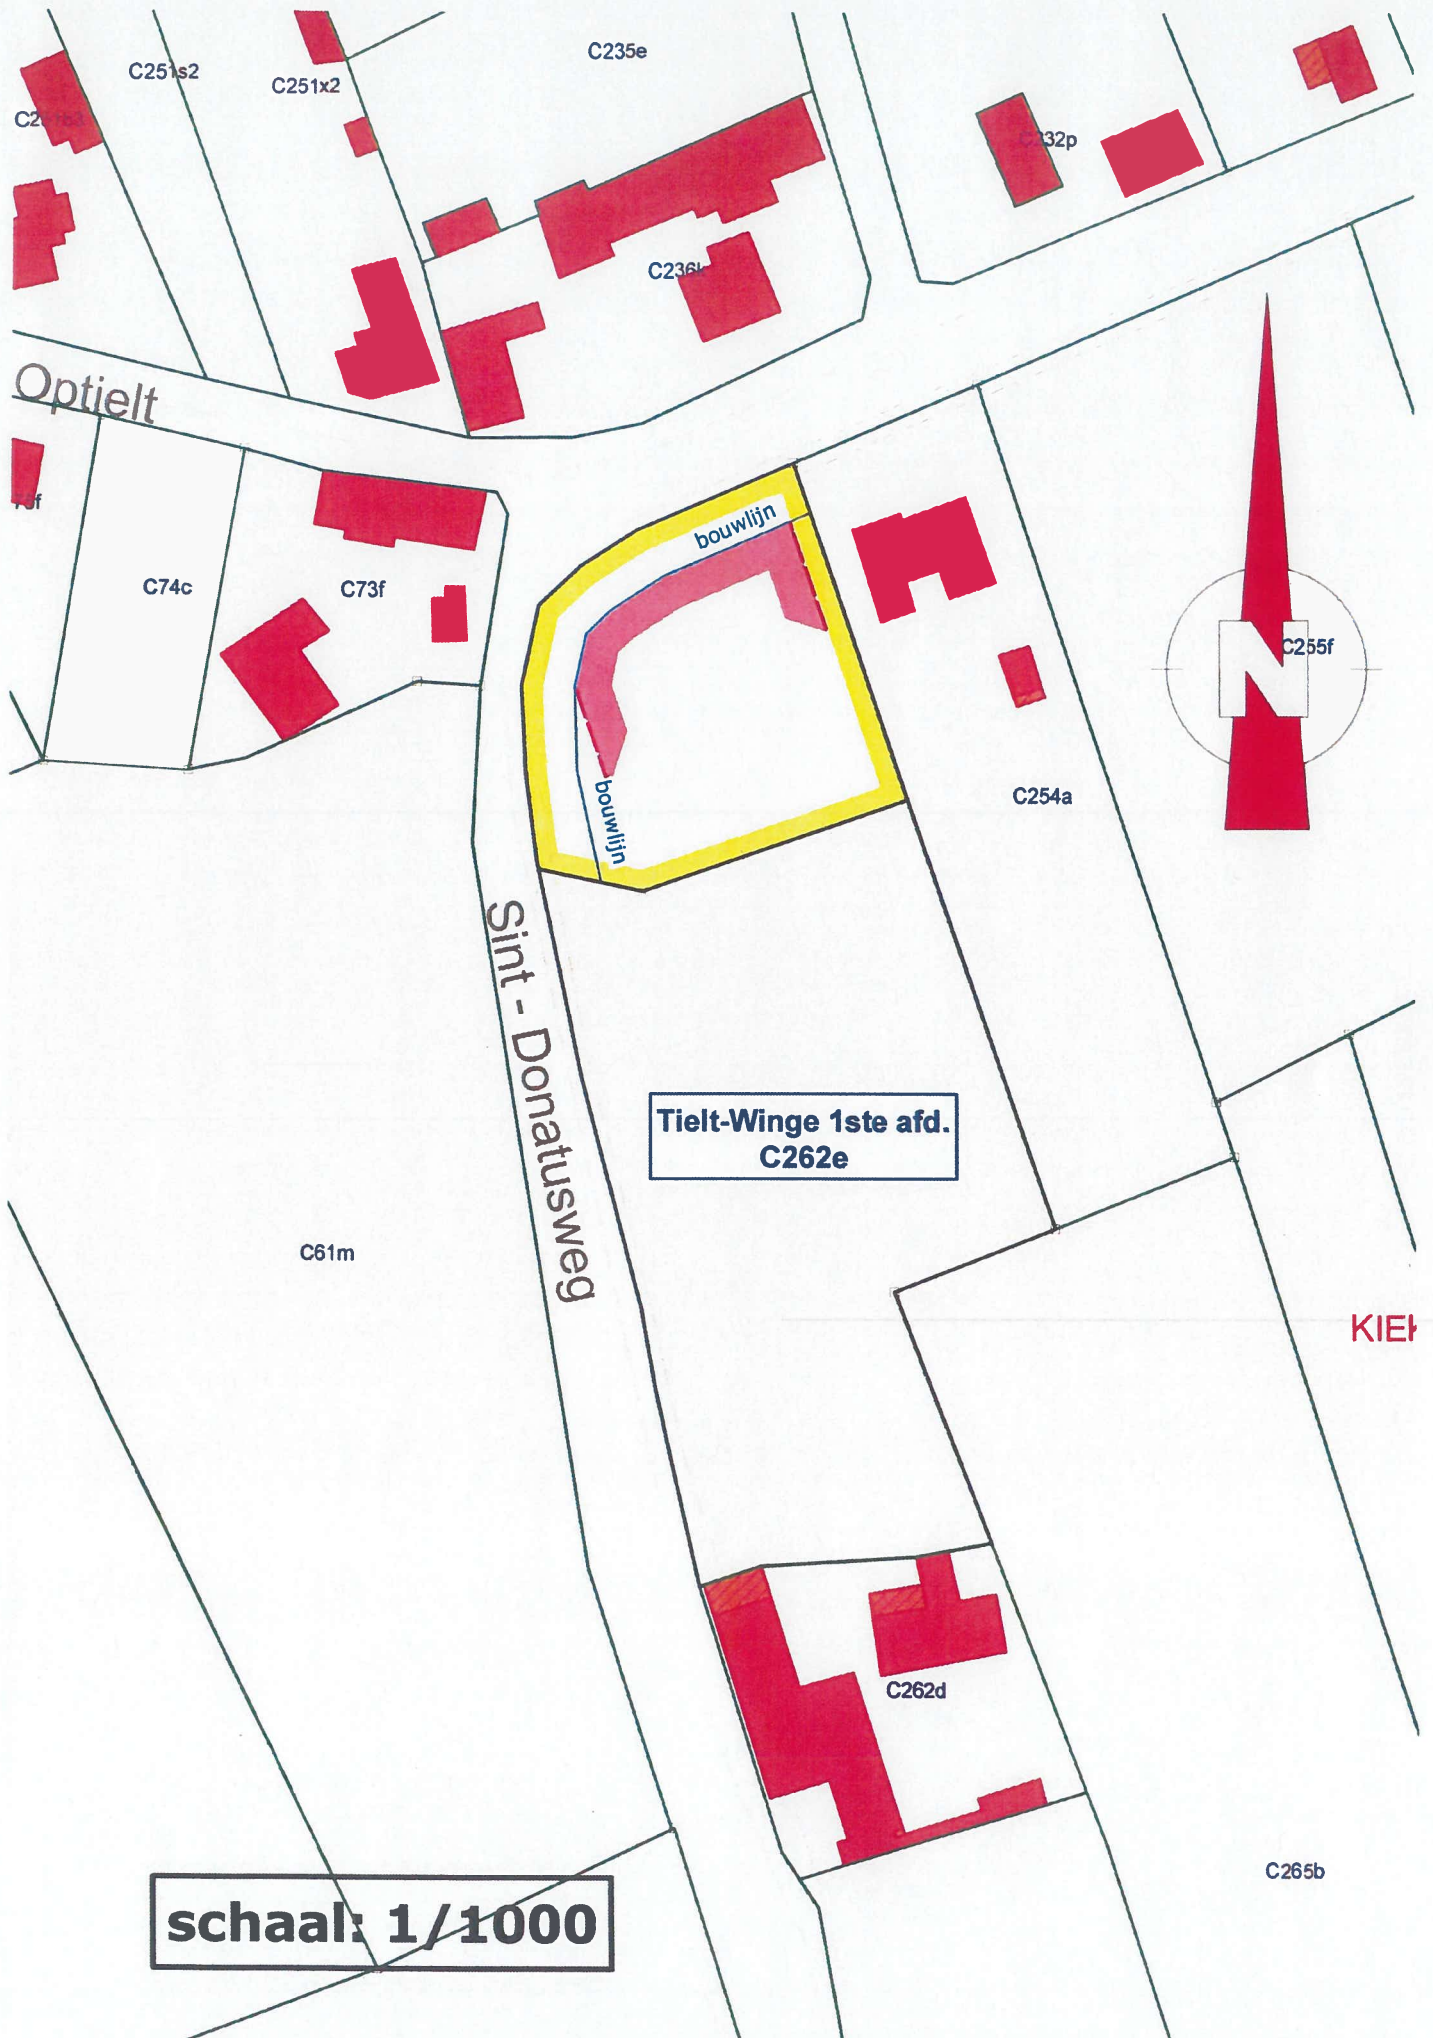 C235e
C251s2
C251x2
C232p
C236k
Optielt
bouwlijn
C74c
C73f
C255f
N
bouwlijn
C254a
Sint - Donatusweg
Tielt-Winge 1ste afd.
C262e
C61m
C262d
C265b
schaal: 1/1000